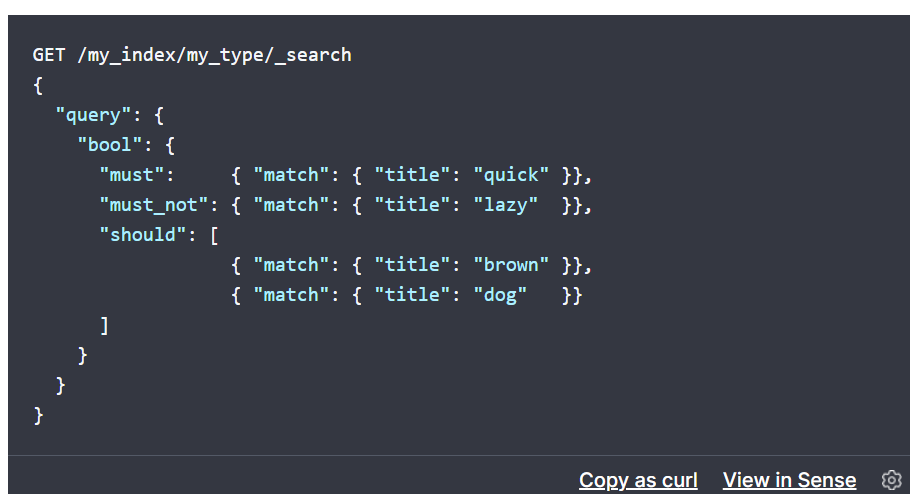 GET /my_index/my_type/_search
{
  "query": {
    "bool": {
      "must":     { "match": { "title": "quick" }},
      "must_not": { "match": { "title": "lazy"  }},
      "should": [
                  { "match": { "title": "brown" }},
                  { "match": { "title": "dog"   }}
      ]
    }
  }
}
Copy as curl View in Sense